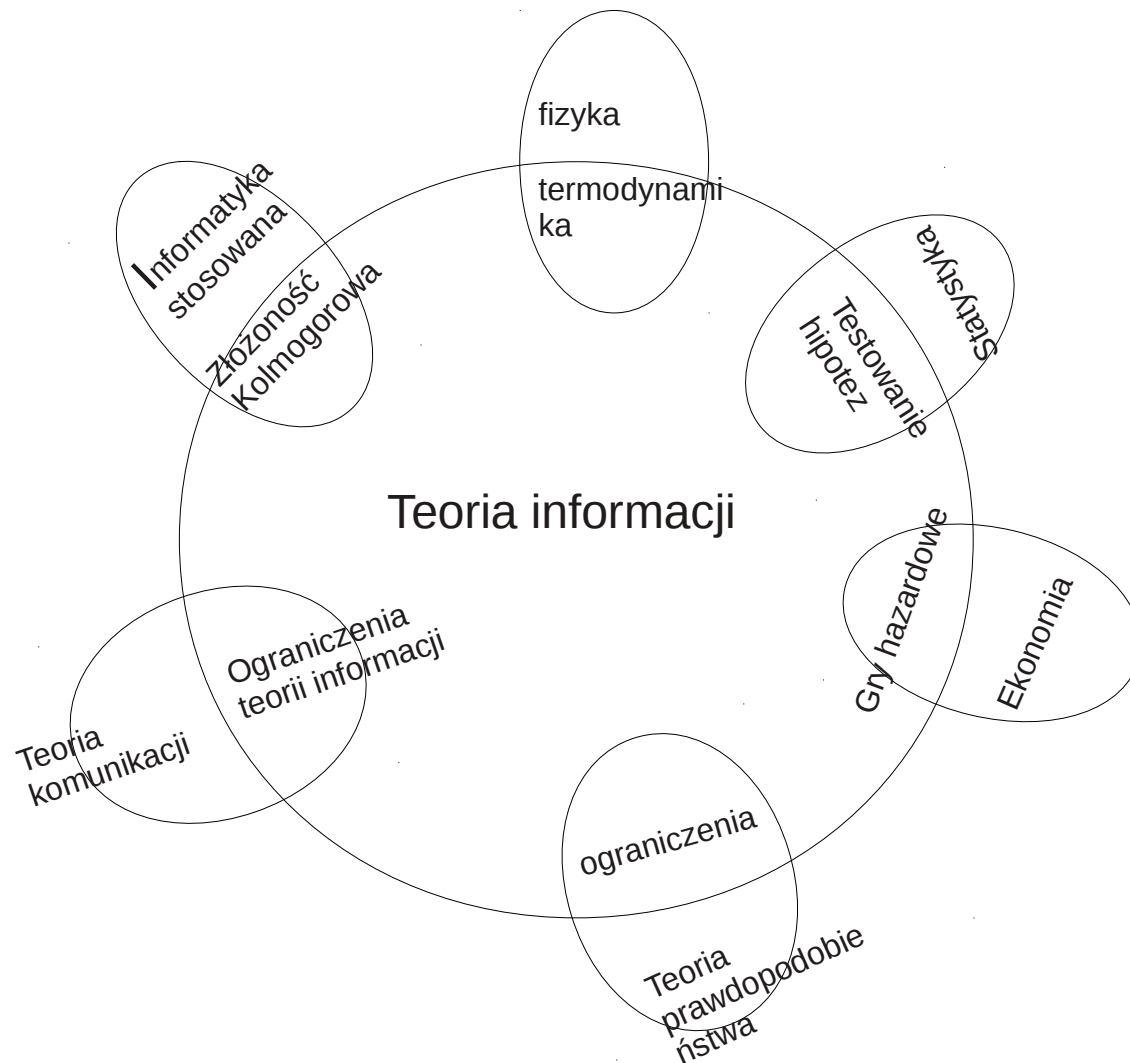 fizyka
termodynami
ka
Informatyka
stosowana
Złożoność
Kolmogorowa
Statystyka
Testowanie
hipotez
Teoria informacji
Gry hazardowe
Ekonomia
Ograniczenia
teorii informacji
Teoria
komunikacji
ograniczenia
Teoria
prawdopodobie
ństwa